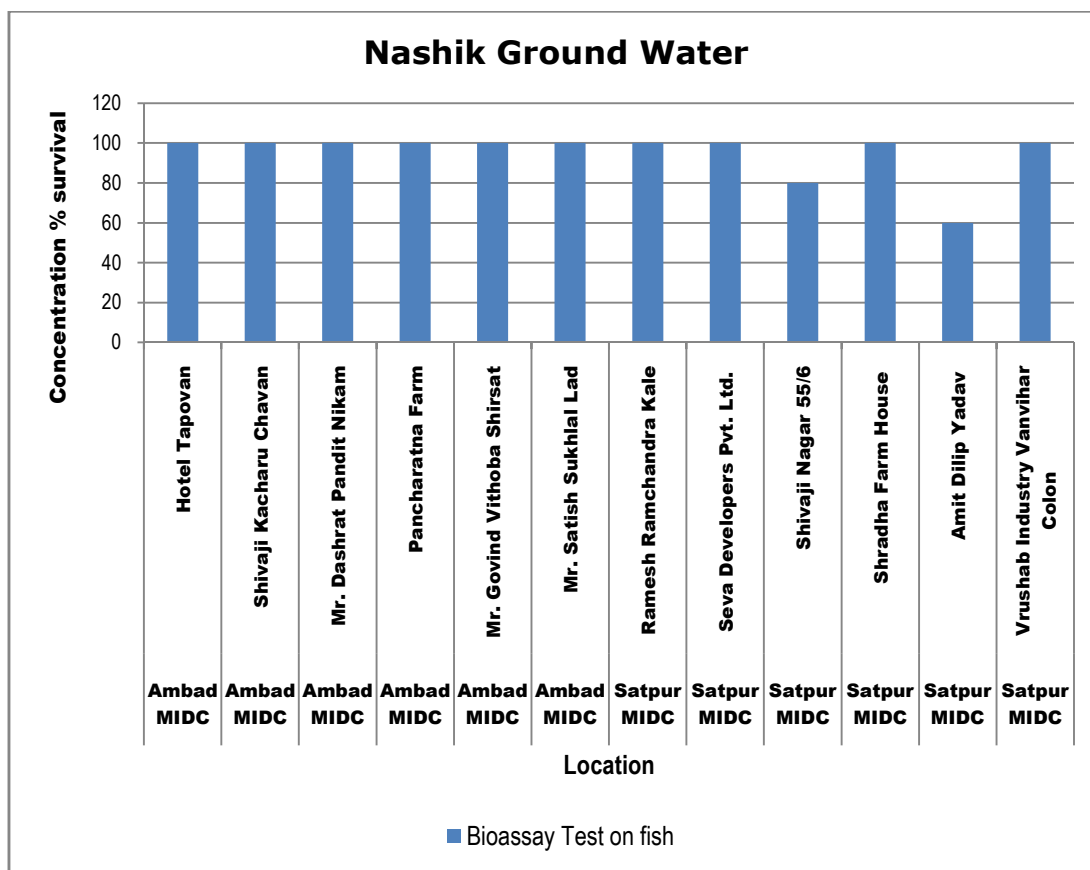 Nashik Ground Water
Concentration % survival
120
100
80
60
40
20
0
Hotel Tapovan
Shivaji Kacharu Chavan
Mr. Dashrat Pandit Nikam
Pancharatna Farm
Mr. Govind Vithoba Shirsat
Mr. Satish Sukhlal Lad
Ramesh Ramchandra Kale
Seva Developers Pvt. Ltd.
Shivaji Nagar 55/6
Shradha Farm House
Amit Dilip Yadav
Vrushab Industry Vanvihar
Colon
Ambad
MIDC
Ambad
MIDC
Ambad
MIDC
Ambad
MIDC
Ambad
MIDC
Ambad
MIDC
Satpur
MIDC
Satpur
MIDC
Satpur
MIDC
Satpur
MIDC
Satpur
MIDC
Satpur
MIDC
Location
Bioassay Test on fish